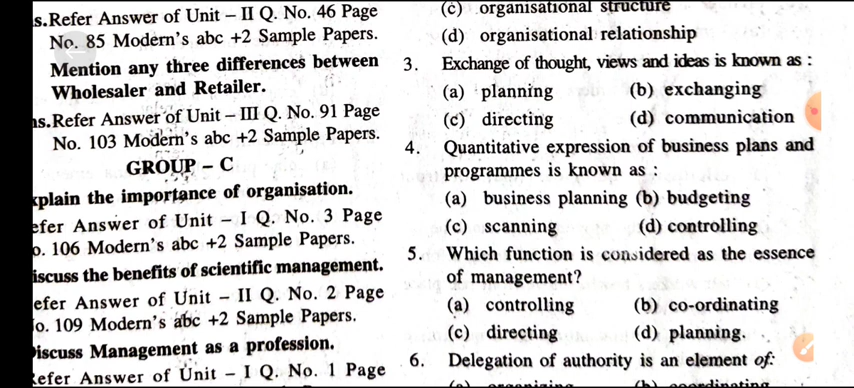 s.Refer Answer of Unit – II Q. No. 46 Page
No. 85 Modern's abc +2 Sample Papers.
Mention any three differences between
Wholesaler and Retailer.
ns.Refer Answer of Unit – III Q. No. 91 Page
No. 103 Modern's abc +2 Sample Papers.
GROUP – C
xplain the importance of organisation.
efer Answer of Unit – I Q. No. 3 Page
o. 106 Modern's abc +2 Sample Papers.
iscuss the benefits of scientific management.
efer Answer of Unit – II Q. No. 2 Page
o. 109 Modern's abc +2 Sample Papers.
Discuss Management as a profession.
Refer Answer of Unit – I Q. No. 1 Page
(c) organisational structure
(d) organisational relationship
3. Exchange of thought, views and ideas is known as :
(a) planning (b) exchanging
(c) directing (d) communication
4. Quantitative expression of business plans and
programmes is known as :
(a) business planning (b) budgeting
(c) scanning (d) controlling
5. Which function is considered as the essence
of management?
(a) controlling (b) co-ordinating
(c) directing (d) planning.
6. Delegation of authority is an element of: